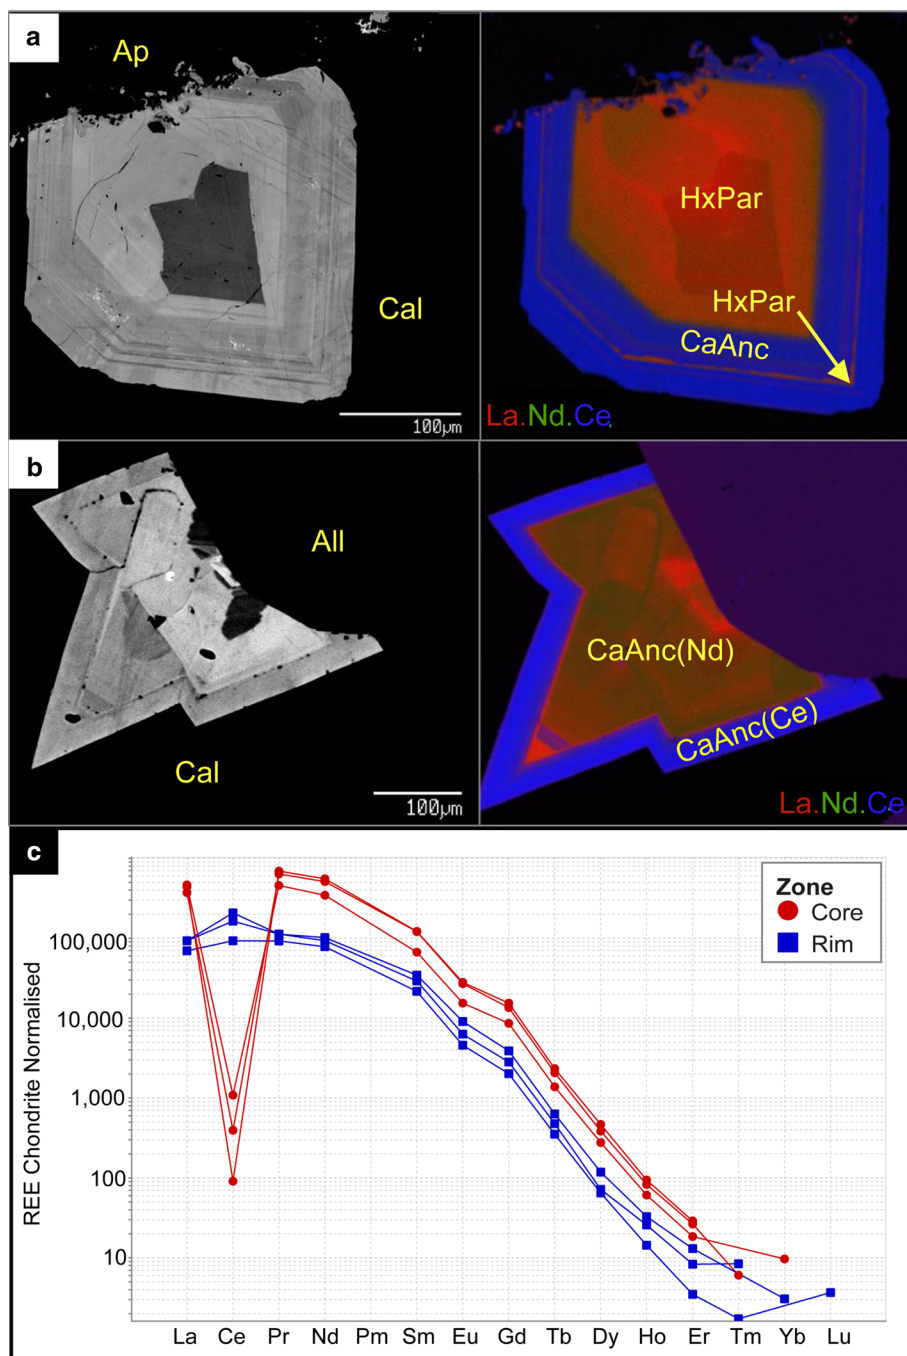 a
Ap
Cal
100µm
HxPar
HxPar
CaAnc
La.Nd.Ce
b
All
Cal
100µm
CaAnc(Nd)
CaAnc(Ce)
La.Nd.Ce
c
REE Chondrite Normalised
100,000
10,000
1,000
100
10
Zone
Core
Rim
La Ce Pr Nd Pm Sm Eu Gd Tb Dy Ho Er Tm Yb Lu